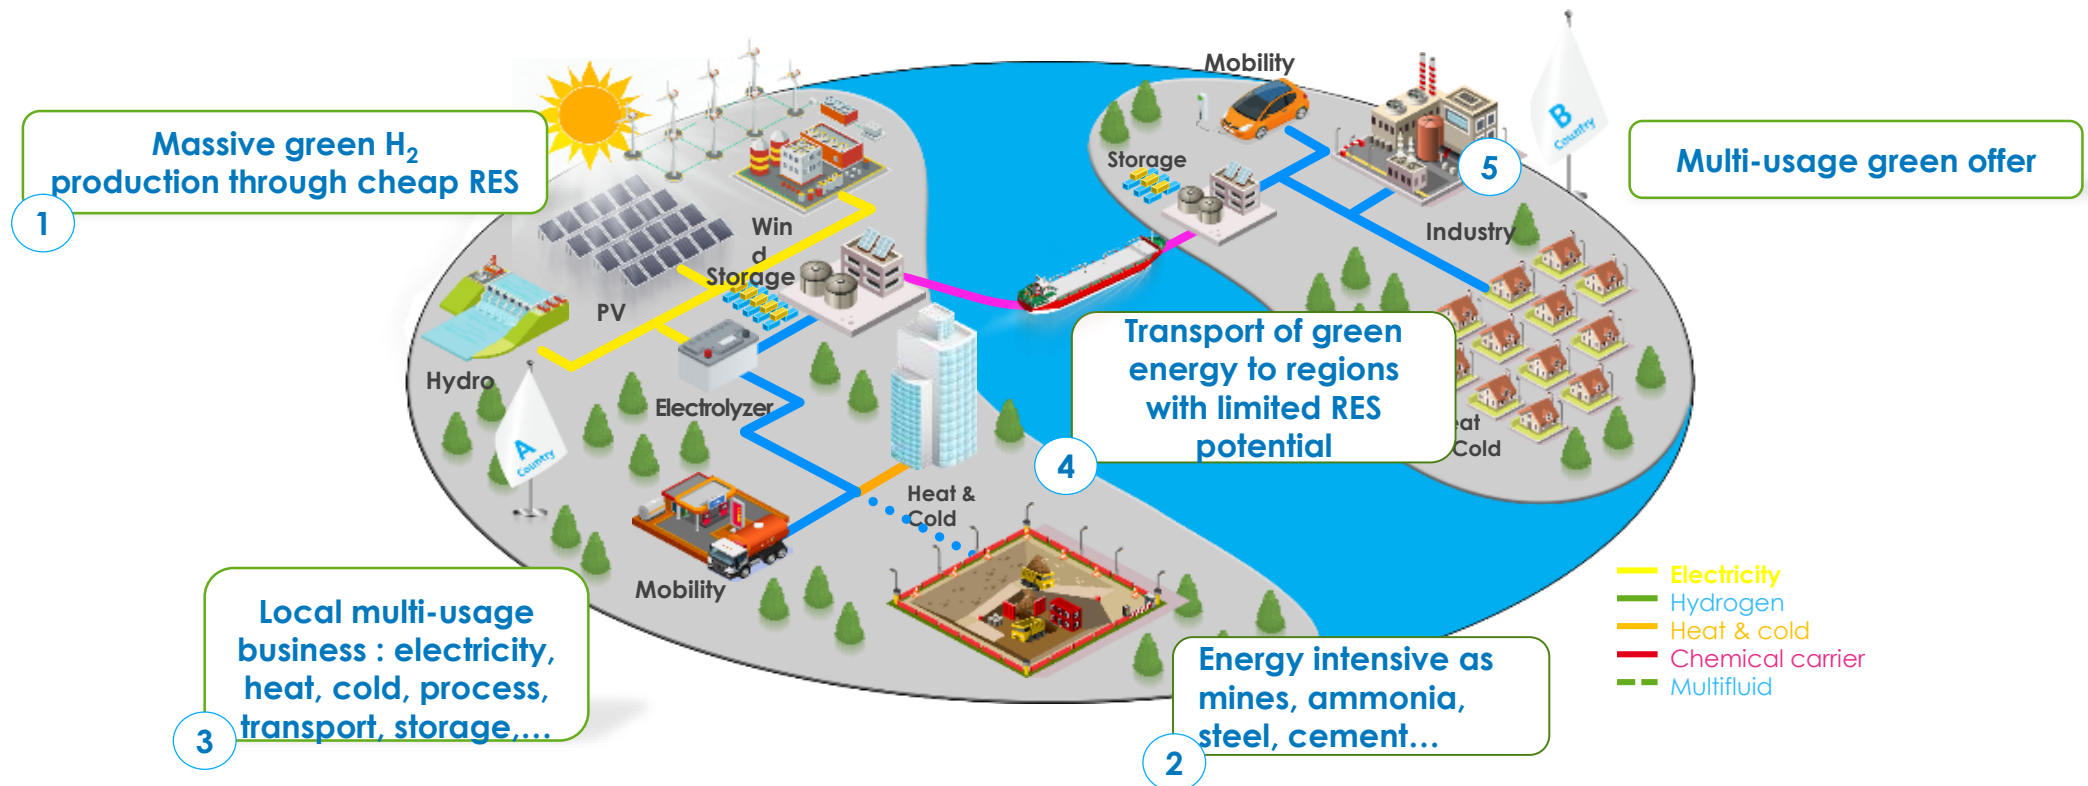 Massive green H₂
production through cheap RES
1
Mobility
B
Country
Storage
5
Multi-usage green offer
Industry
Win
d
Storage
PV
Hydro
Electrolyzer
A
Country
Transport of green
energy to regions
with limited RES
potential
4
eat
Cold
Heat &
Cold
Mobility
Local multi-usage
business : electricity,
heat, cold, process,
transport, storage,...
3
Energy intensive as
mines, ammonia,
steel, cement...
2
Electricity
Hydrogen
Heat & cold
Chemical carrier
Multifluid